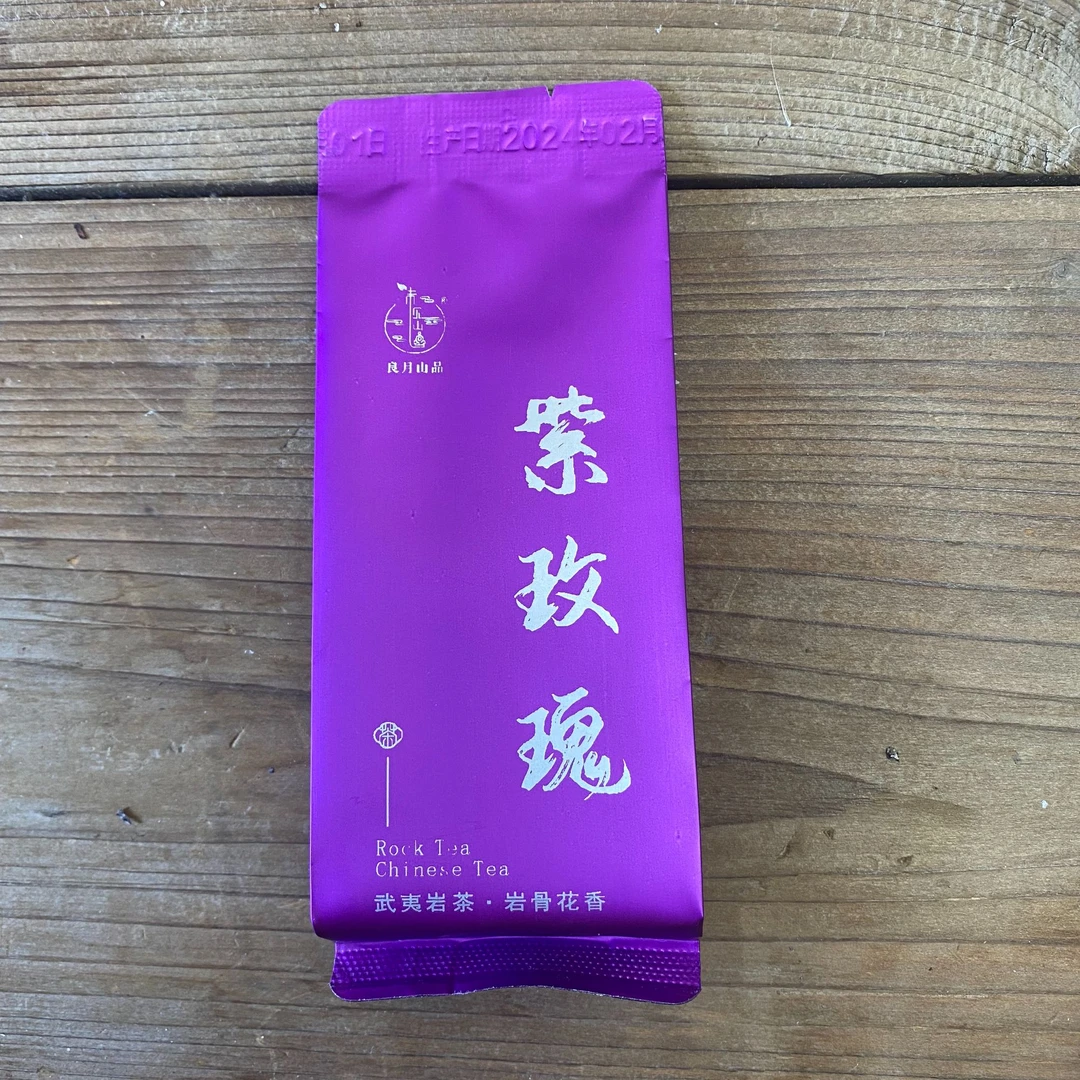 01日 生产日期2024年02月
良月山品
紫玫瑰
茶
Rock Tea
Chinese Tea
武夷岩茶·岩骨花香